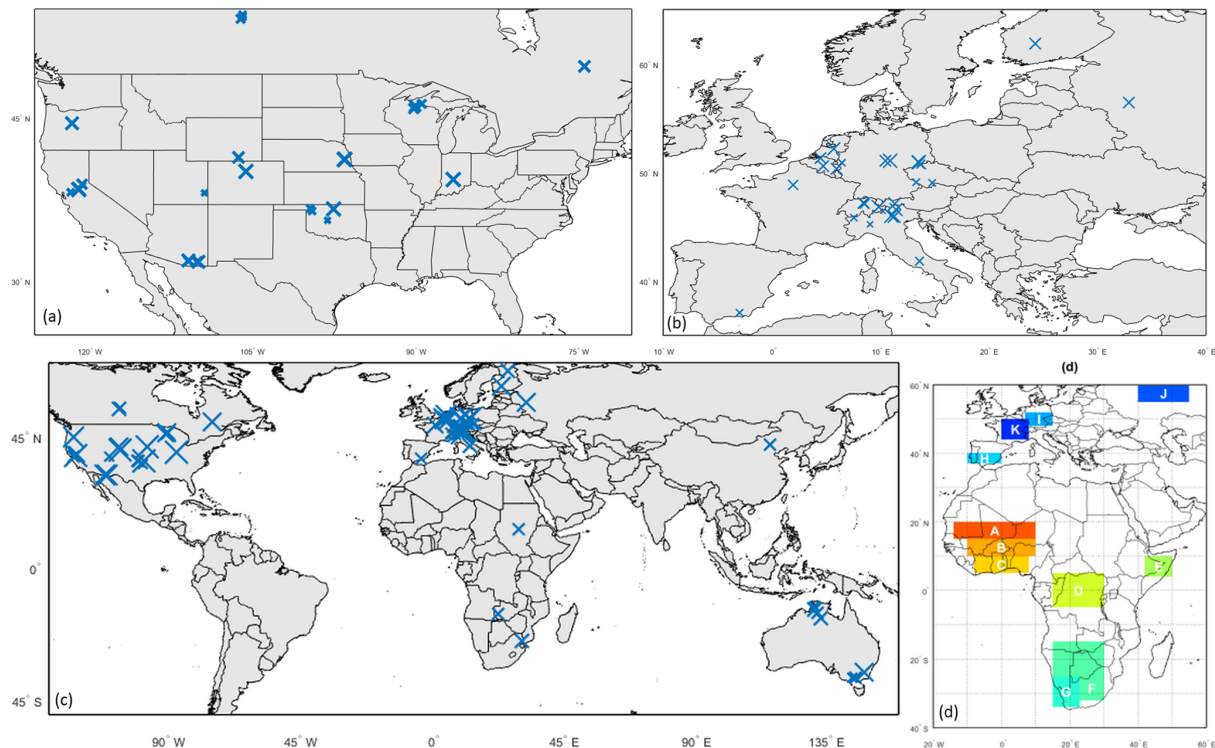 45° N
30° N
(a)
120° W
105° W
90° W
75° W
60° N
50° N
40° N
(b)
10° W
0°
10° E
20° E
30° E
40° E
45° N
0°
45° S
(c)
90° W
45° W
0°
45° E
90° E
135° E
(d)
60° N
40° N
20° N
0°
20° S
40° S
J
I
K
H
A
B
C
E
D
F
G
(d)
20° W
0°
20° E
40° E
60° E